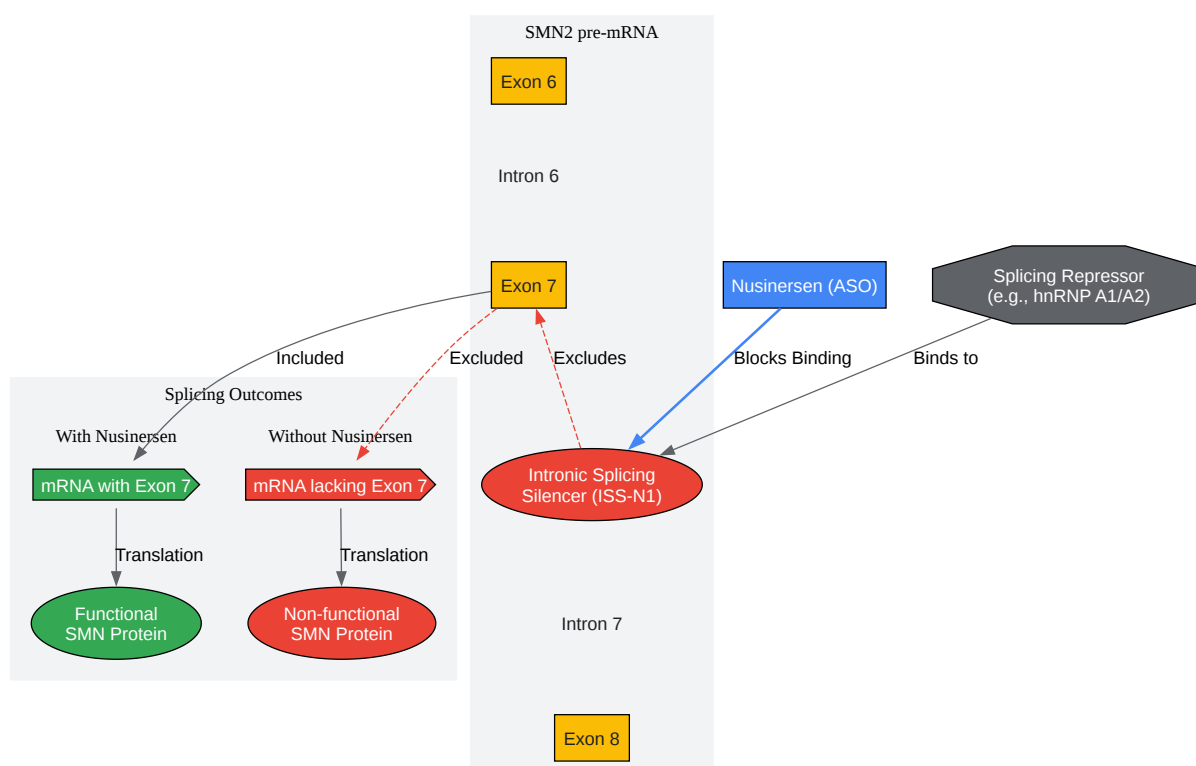 SMN2 pre-mRNA
Exon 6
Intron 6
Exon 7
Nusinersen (ASO)
Splicing Repressor
(e.g., hnRNP A1/A2)
Included
Excluded
Excludes
Blocks Binding
Binds to
Splicing Outcomes
With Nusinersen
Without Nusinersen
mRNA with Exon 7
mRNA lacking Exon 7
Intronic Splicing
Silencer (ISS-N1)
Translation
Translation
Functional
SMN Protein
Non-functional
SMN Protein
Intron 7
Exon 8